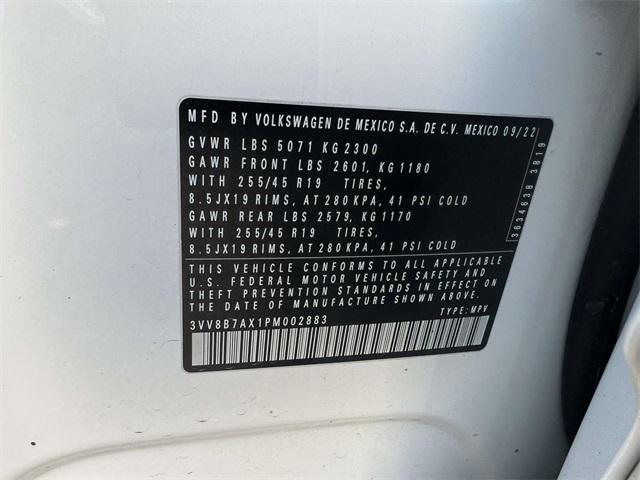 MFD BY VOLKSWAGEN DE MEXICO S.A. DE C.V. MEXICO 09/22
GVWR LBS 5071 KG 2300
GAWR FRONT LBS 2601, KG 1180
WITH 255/45 R19 TIRES,
8.5JX19 RIMS, AT 280 KPA, 41 PSI COLD
GAWR REAR LBS 2579, KG 1170
WITH 255/45 R19 TIRES,
8.5JX19 RIMS, AT 280 KPA, 41 PSI COLD
THIS VEHICLE CONFORMS TO ALL APPLICABLE
U.S. FEDERAL MOTOR VEHICLE SAFETY AND
THEFT PREVENTION STANDARDS IN EFFECT ON
THE DATE OF MANUFACTURE SHOWN ABOVE.
3VV8B7AX1PM002883 TYPE: MPV
3634638 3819